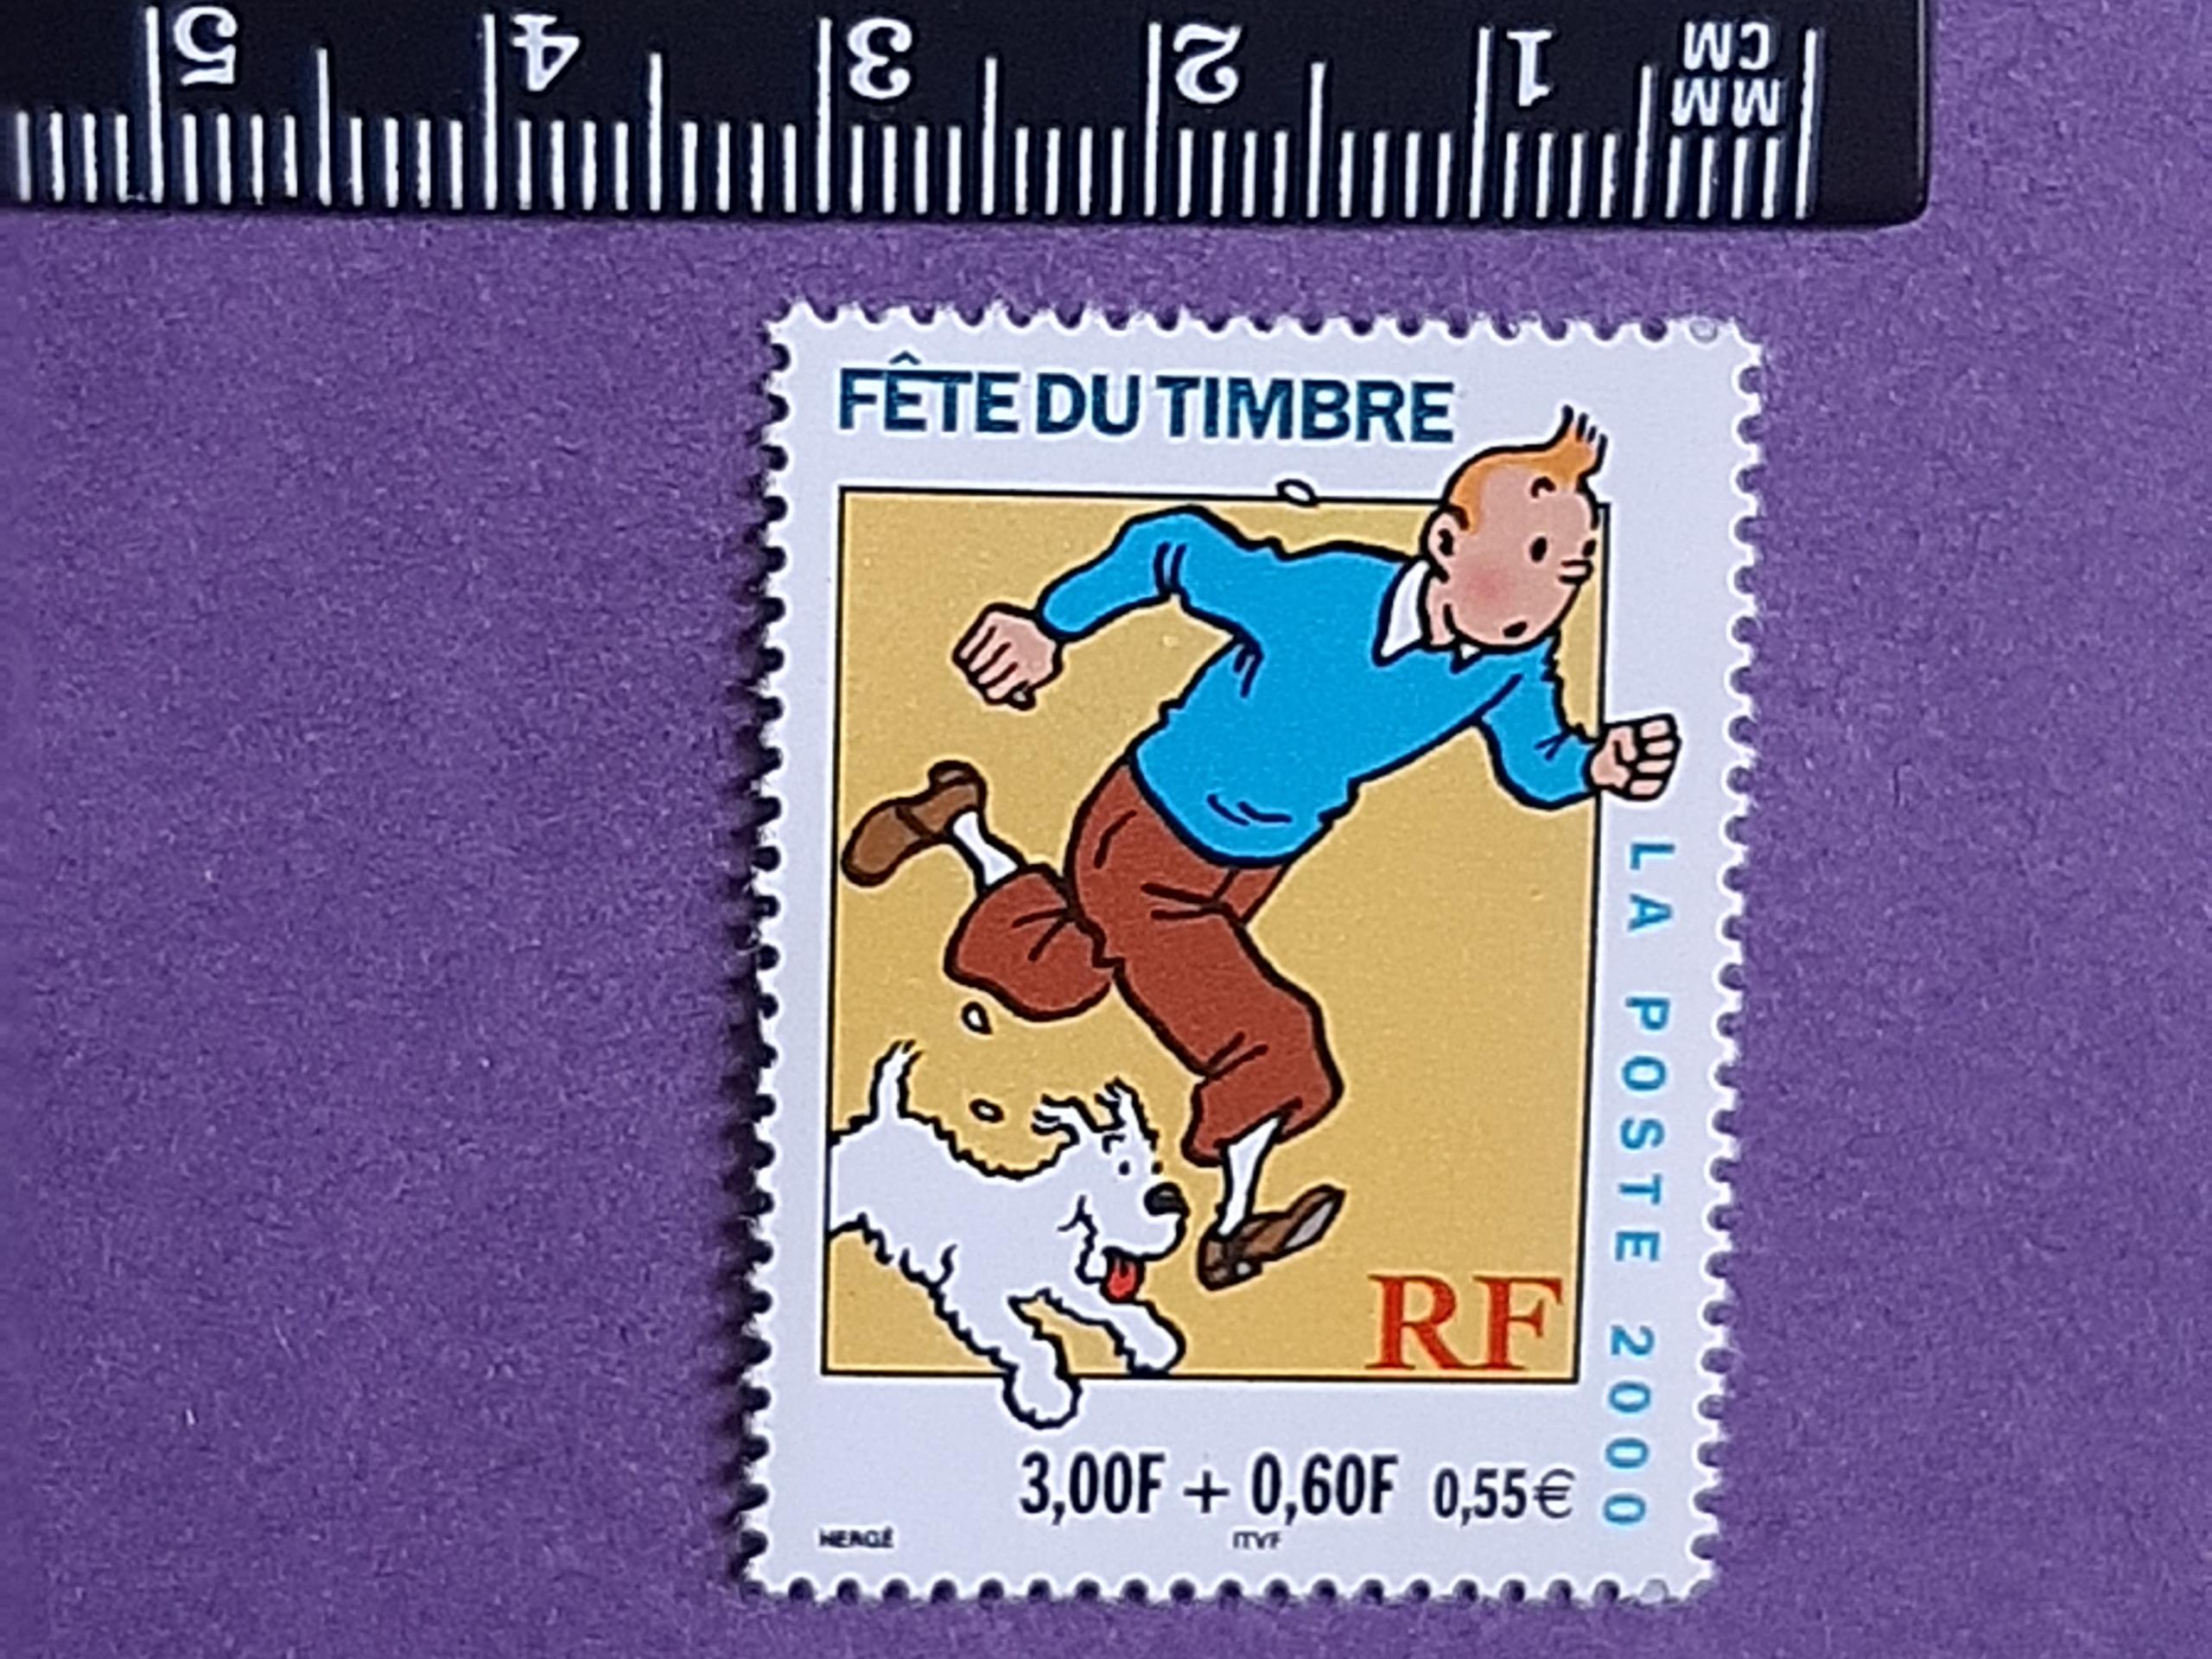 5 4 3 2 1 CM
MM
FÊTE DU TIMBRE
LA POSTE 2000
RF
3,00F + 0,60F 0,55€
HERGÉ ITVF